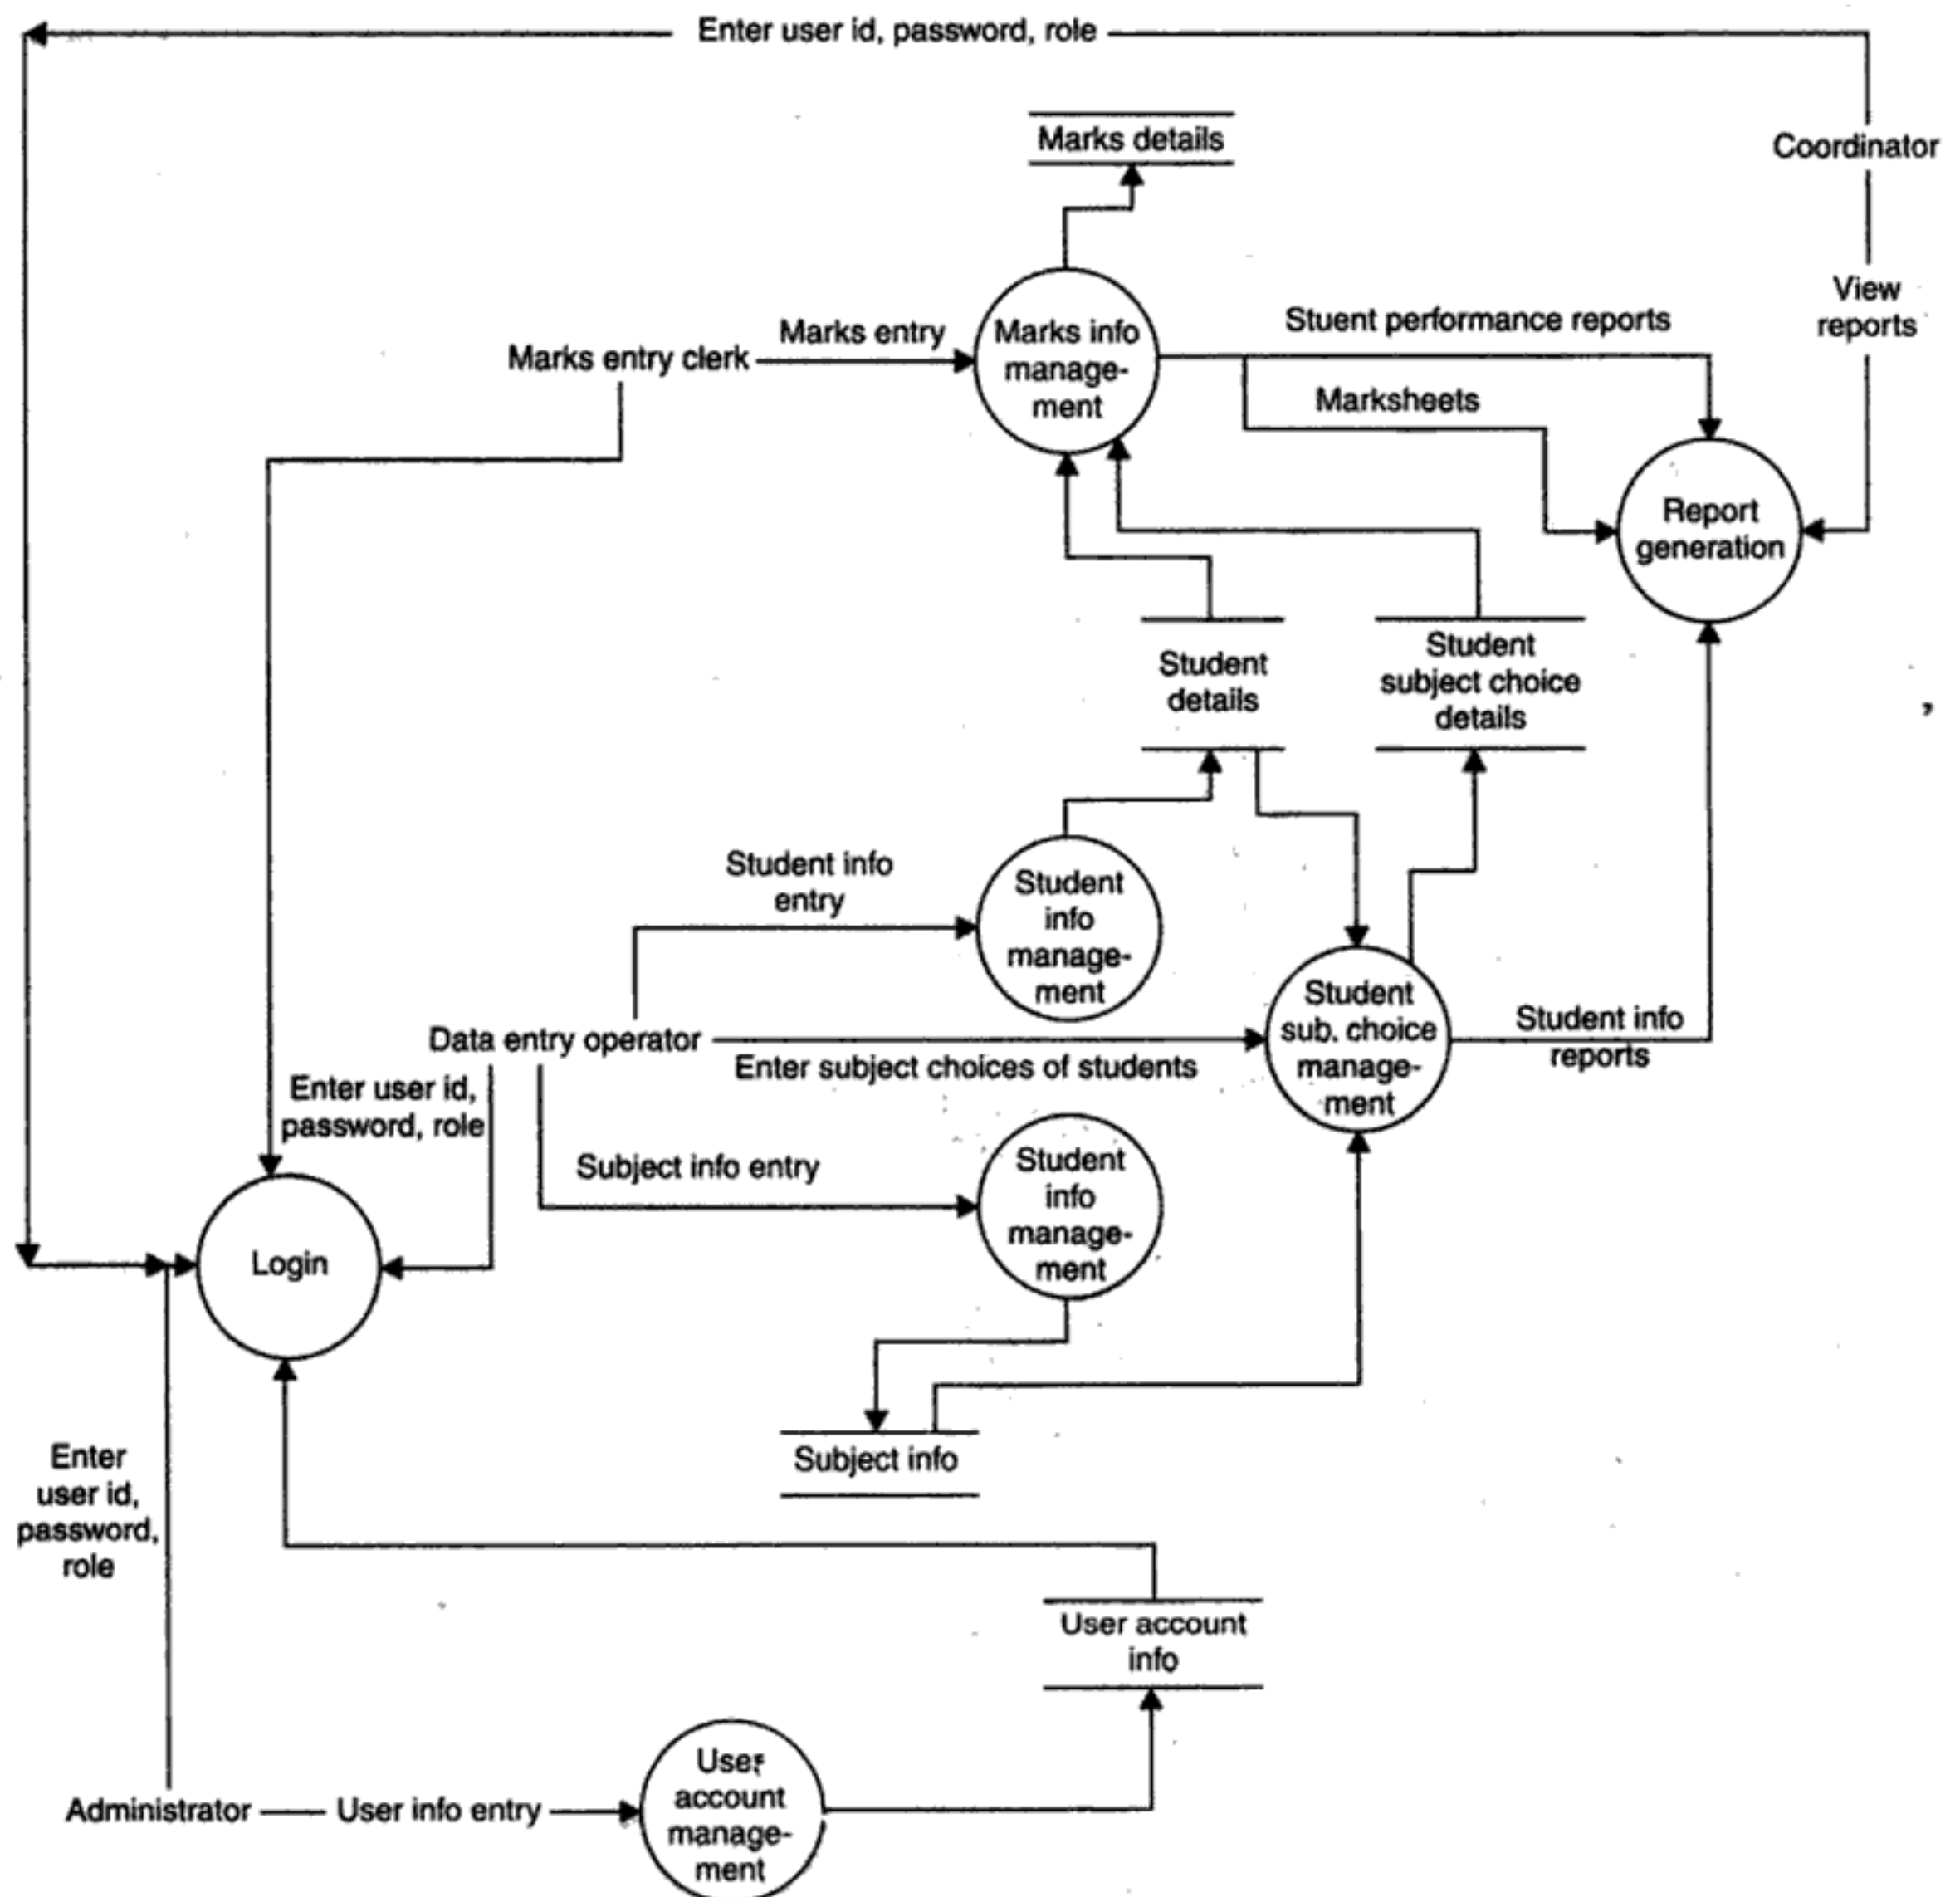 Enter user id, password, role
Marks details
Coordinator
View
reports
Marks entry
Marks entry clerk
Marks info
manage-
ment
Stuent performance reports
Marksheets
Report
generation
Student
details
Student
subject choice
details
Student info
entry
Student
info
manage-
ment
Data entry operator
Enter subject choices of students
Student
sub. choice
manage-
ment
Student info
reports
Enter user id,
password, role
Subject info entry
Student
info
manage-
ment
Login
Subject info
Enter
user id,
password,
role
User account
info
Administrator
User info entry
User
account
manage-
ment